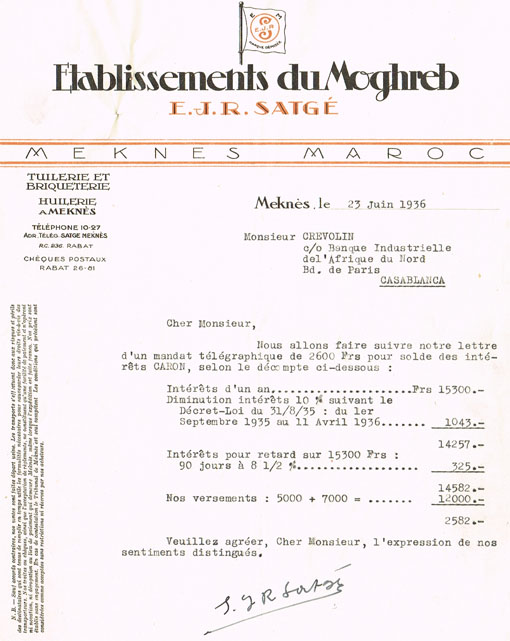 E M
S
E.J.R
MARQUE DÉPOSÉE
Etablissements du Moghreb
E.J.R. SATGÉ
MEKNES MAROC
TUILERIE ET
BRIQUETERIE
HUILERIE
A MEKNÈS
TÉLÉPHONE 10-27
ADR. TÉLÉG. SATGE MEKNÈS
R.C. 836. RABAT
CHÈQUES POSTAUX
RABAT 26-81
Meknès, le 23 Juin 1936
Monsieur CREVOLIN
c/o Banque Industrielle
del'Afrique du Nord
Bd. de Paris
CASABLANCA
Cher Monsieur,
Nous allons faire suivre notre lettre
d'un mandat télégraphique de 2600 Frs pour solde des inté-
rêts CARON, selon le décompte ci-dessous :
Intérêts d'un an....................Frs 15300.-
Diminution intérêts 10 % suivant le
Décret-Loi du 31/8/35 : du 1er
Septembre 1935 au 11 Avril 1936....... 1043.-
14257.-
Intérêts pour retard sur 15300 Frs :
90 jours à 8 1/2 %................... 325.-
14582.-
Nos versements : 5000 + 7000 = ....... 12000.-
2582.-
Veuillez agréer, Cher Monsieur, l'expression de nos
sentiments distingués.
E.J.R. Satgé